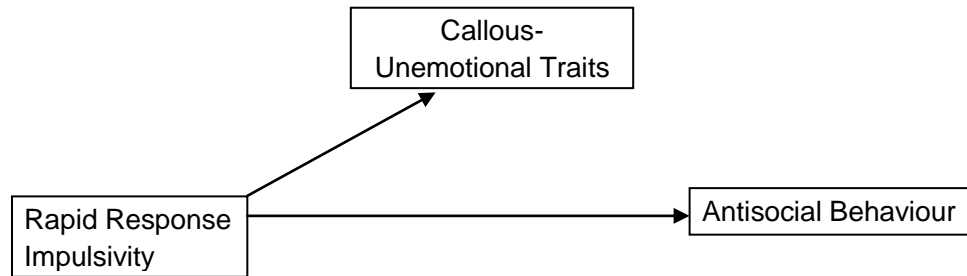 Callous-
Unemotional Traits
Rapid Response
Impulsivity
Antisocial Behaviour